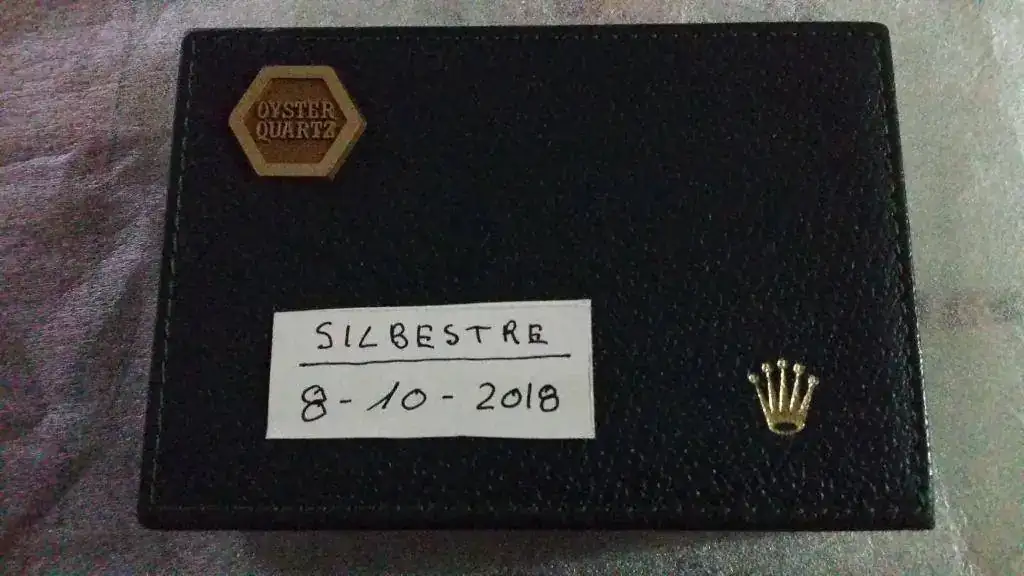 OYSTER
QUARTZ
SILBESTRE
8-10-2018